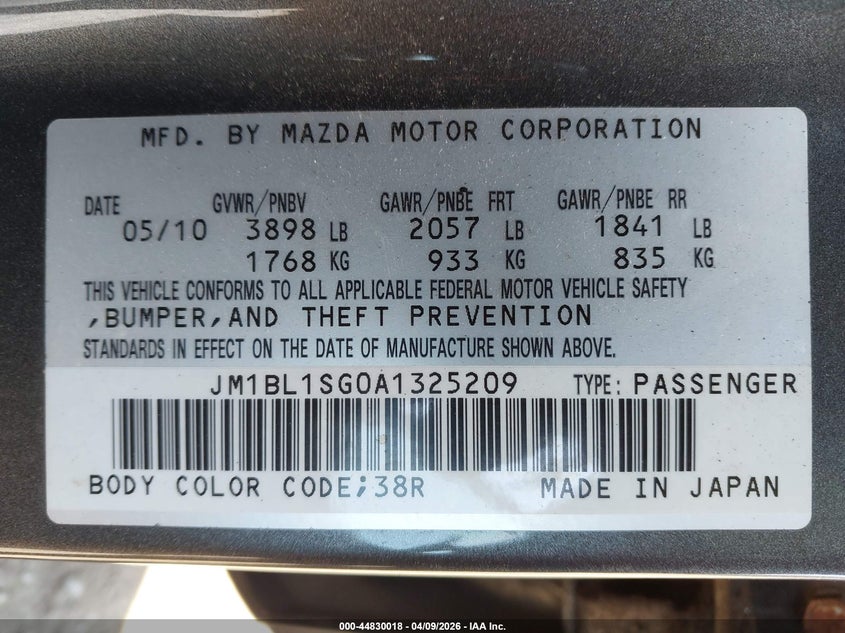 MFD. BY MAZDA MOTOR CORPORATION
DATE GVWR/PNBV GAWR/PNBE FRT GAWR/PNBE RR
05/10 3898 LB 2057 LB 1841 LB
1768 KG 933 KG 835 KG
THIS VEHICLE CONFORMS TO ALL APPLICABLE FEDERAL MOTOR VEHICLE SAFETY
,BUMPER,AND THEFT PREVENTION
STANDARDS IN EFFECT ON THE DATE OF MANUFACTURE SHOWN ABOVE.
JM1BL1SG0A1325209 TYPE: PASSENGER
BODY COLOR CODE;38R MADE IN JAPAN
000-44830018 - 04/09/2026 - IAA Inc.